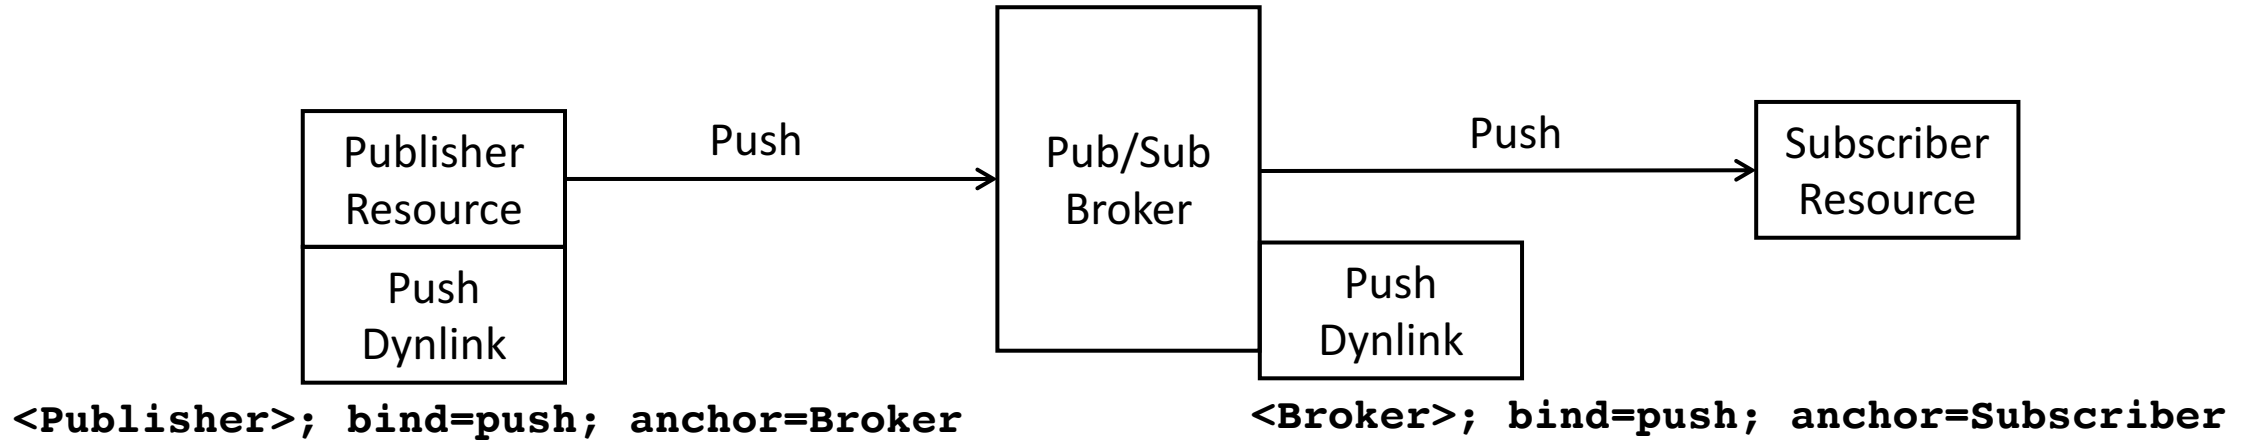 Publisher
Resource
Push
Dynlink
Push
Pub/Sub
Broker
Push
Push
Dynlink
Subscriber
Resource
<Publisher>; bind=push; anchor=Broker
<Broker>; bind=push; anchor=Subscriber